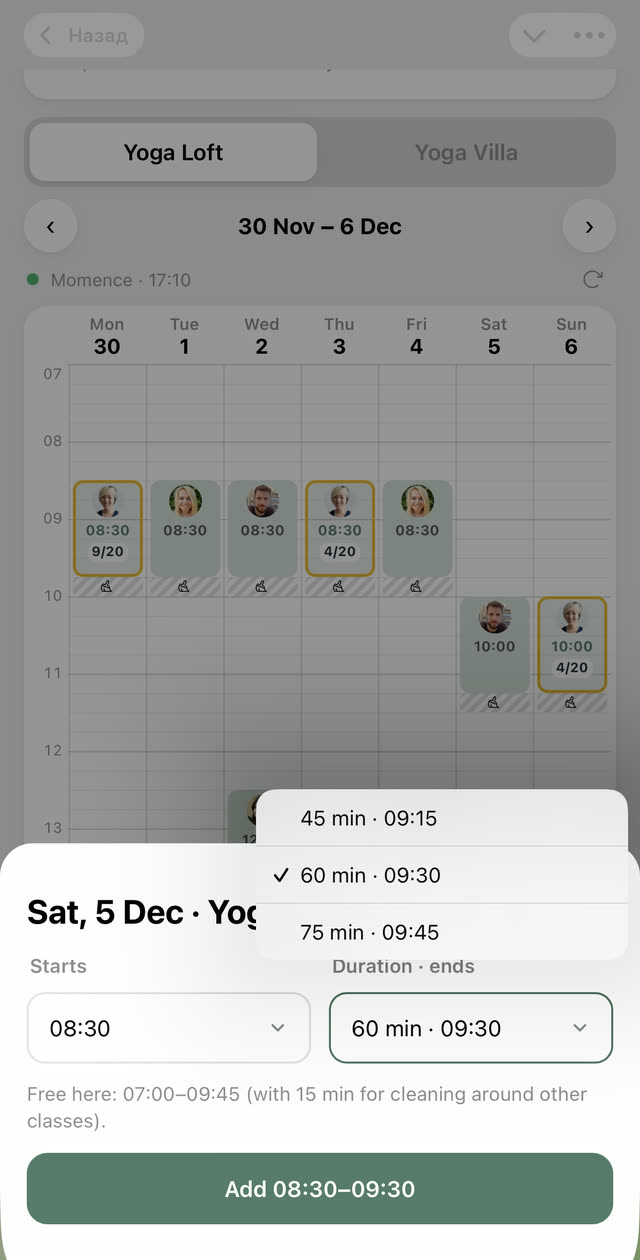 Назад
Yoga Loft
Yoga Villa
30 Nov – 6 Dec
Momence · 17:10
Mon Tue Wed Thu Fri Sat Sun
30 1 2 3 4 5 6
07
08
09
08:30 08:30 08:30 08:30 08:30
9/20 4/20
10
10:00 10:00
11
4/20
12
13
12
45 min · 09:15
✓ 60 min · 09:30
75 min · 09:45
Sat, 5 Dec · Yog
Starts
Duration · ends
08:30
60 min · 09:30
Free here: 07:00–09:45 (with 15 min for cleaning around other
classes).
Add 08:30–09:30